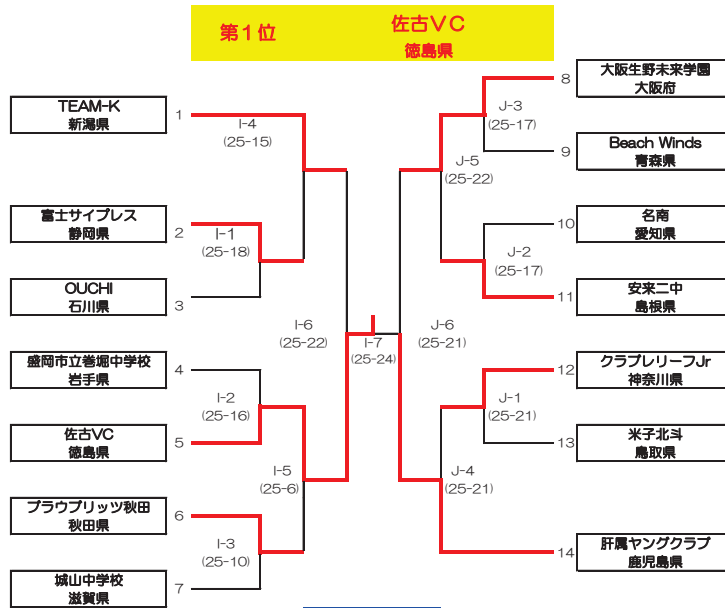 第１位
佐古ＶＣ
徳島県
TEAM-K
新潟県
1
I-4
(25-15)
富士サイプレス
静岡県
2
I-1
(25-18)
OUCHI
石川県
3
盛岡市立巻堀中学校
岩手県
4
I-2
(25-16)
佐古VC
徳島県
5
プラウブリッツ秋田
秋田県
6
I-3
(25-10)
城山中学校
滋賀県
7
I-5
(25-6)
I-6
(25-22)
I-7
(25-24)
J-6
(25-21)
J-5
(25-22)
8
大阪生野未来学園
大阪府
J-3
(25-17)
9
Beach Winds
青森県
10
名南
愛知県
J-2
(25-17)
11
安来二中
島根県
12
クラブレリーフJr
神奈川県
J-1
(25-21)
13
米子北斗
鳥取県
J-4
(25-21)
14
肝属ヤングクラブ
鹿児島県